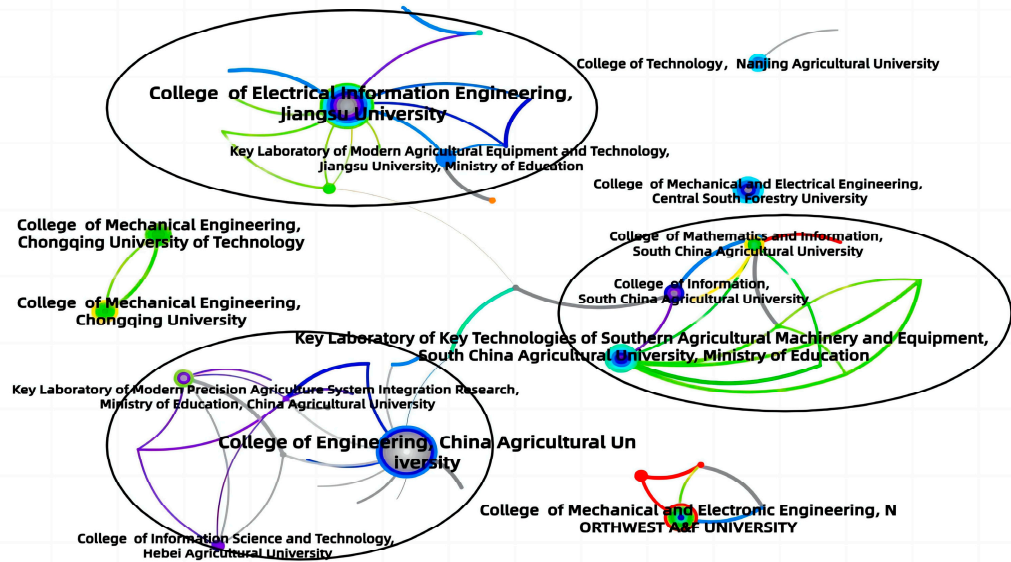 College of Technology, Nanjing Agricultural University
College of Electrical Information Engineering,
Jiangsu University
Key Laboratory of Modern Agricultural Equipment and Technology,
Jiangsu University, Ministry of Education
College of Mechanical and Electrical Engineering,
Central South Forestry University
College of Mechanical Engineering,
Chongqing University of Technology
College of Mathematics and Information,
South China Agricultural University
College of Information,
South China Agricultural University
College of Mechanical Engineering,
Chongqing University
Key Laboratory of Key Technologies of Southern Agricultural Machinery and Equipment,
South China Agricultural University, Ministry of Education
Key Laboratory of Modern Precision Agriculture System Integration Research,
Ministry of Education, China Agricultural University
College of Engineering, China Agricultural Un
iversity
College of Mechanical and Electronic Engineering, N
ORTHWEST A&F UNIVERSITY
College of Information Science and Technology,
Hebei Agricultural University